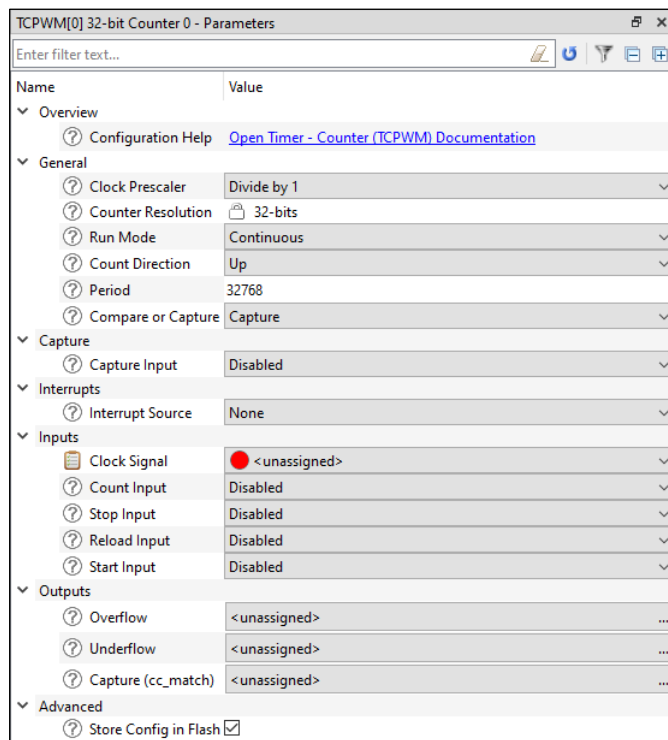 TCPWM[0] 32-bit Counter 0 - Parameters
Enter filter text...
Name Value
Overview
Configuration Help Open Timer - Counter (TCPWM) Documentation
General
Clock Prescaler Divide by 1
Counter Resolution 32-bits
Run Mode Continuous
Count Direction Up
Period 32768
Compare or Capture Capture
Capture
Capture Input Disabled
Interrupts
Interrupt Source None
Inputs
Clock Signal <unassigned>
Count Input Disabled
Stop Input Disabled
Reload Input Disabled
Start Input Disabled
Outputs
Overflow <unassigned> ...
Underflow <unassigned> ...
Capture (cc_match) <unassigned> ...
Advanced
Store Config in Flash